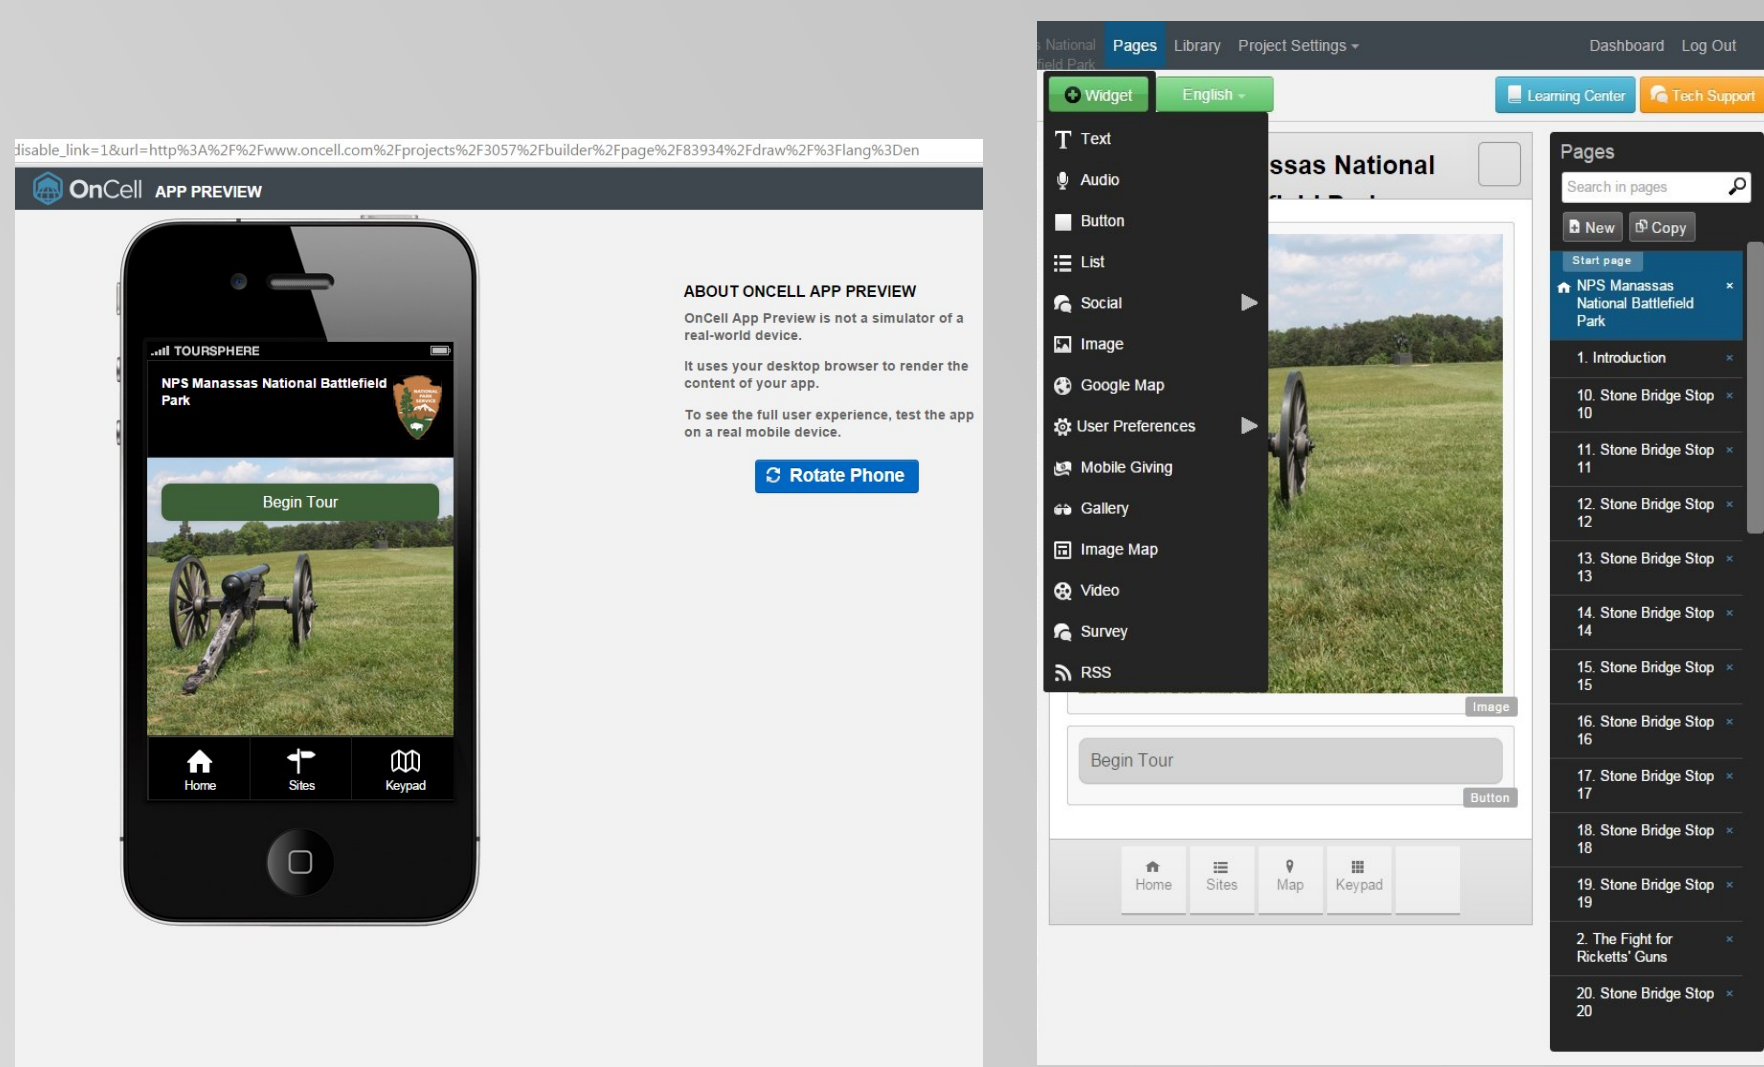 disable_link=1&url=http%3A%2F%2Fwww.oncell.com%2Fprojects%2F3057%2Fbuilder%2Fpage%2F83934%2Fdraw%2F%3Flang%3Den
OnCell APP PREVIEW
TOURSPHERE
NPS Manassas National Battlefield
Park
NATIONAL
PARK
SERVICE
Begin Tour
Home
Sites
Keypad
ABOUT ONCELL APP PREVIEW
OnCell App Preview is not a simulator of a
real-world device.
It uses your desktop browser to render the
content of your app.
To see the full user experience, test the app
on a real mobile device.
Rotate Phone
s National
field Park
Pages
Library
Project Settings
Dashboard
Log Out
Widget
English
Learning Center
Tech Support
Text
Audio
Button
List
Social
Image
Google Map
User Preferences
Mobile Giving
Gallery
Image Map
Video
Survey
RSS
ssas National
Image
Begin Tour
Button
Home
Sites
Map
Keypad
Pages
Search in pages
New
Copy
Start page
NPS Manassas ×
National Battlefield
Park
1. Introduction ×
10. Stone Bridge Stop ×
10
11. Stone Bridge Stop ×
11
12. Stone Bridge Stop ×
12
13. Stone Bridge Stop ×
13
14. Stone Bridge Stop ×
14
15. Stone Bridge Stop ×
15
16. Stone Bridge Stop ×
16
17. Stone Bridge Stop ×
17
18. Stone Bridge Stop ×
18
19. Stone Bridge Stop ×
19
2. The Fight for ×
Ricketts' Guns
20. Stone Bridge Stop ×
20